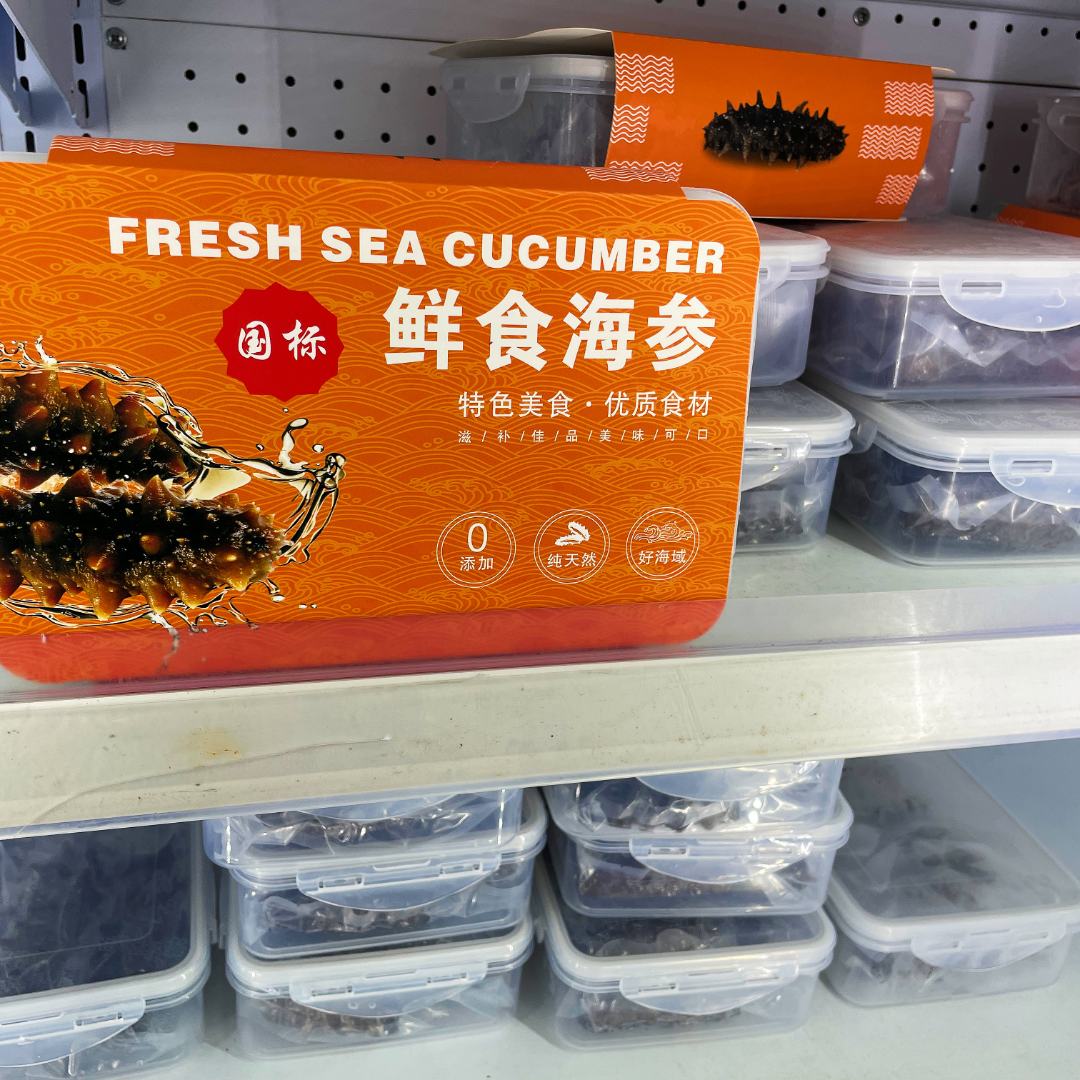 FRESH SEA CUCUMBER
国标
鲜食海参
特色美食·优质食材
滋/补/佳/品/美/味/可/口
0
添加
纯天然
好海域